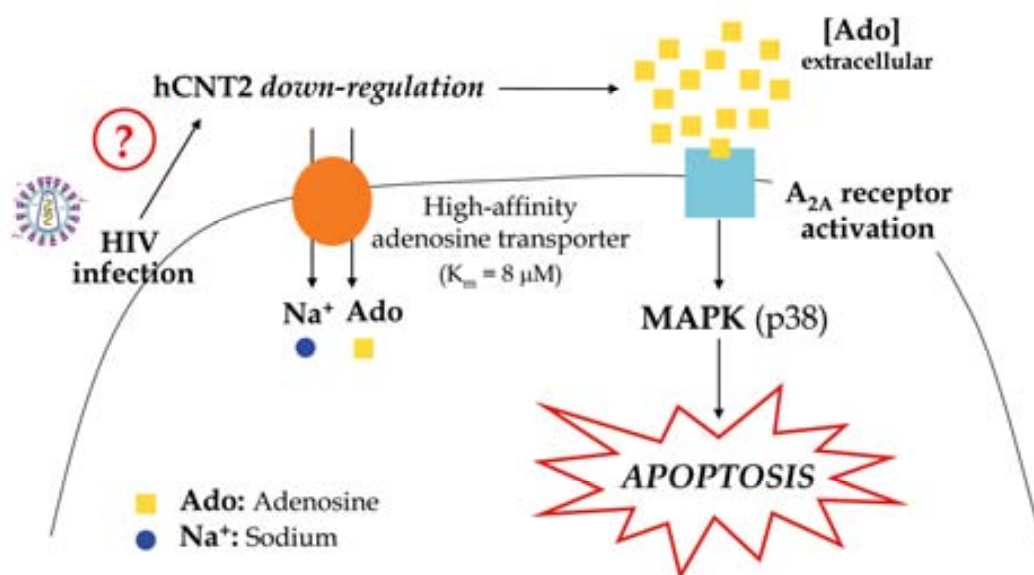 [Ado]
extracellular
hCNT2 down-regulation
?
HIV
HIV
infection
High-affinity
adenosine transporter
(Kₘ = 8 μM)
A₂A receptor
activation
Na⁺ Ado
MAPK (p38)
APOPTOSIS
Ado: Adenosine
Na⁺: Sodium